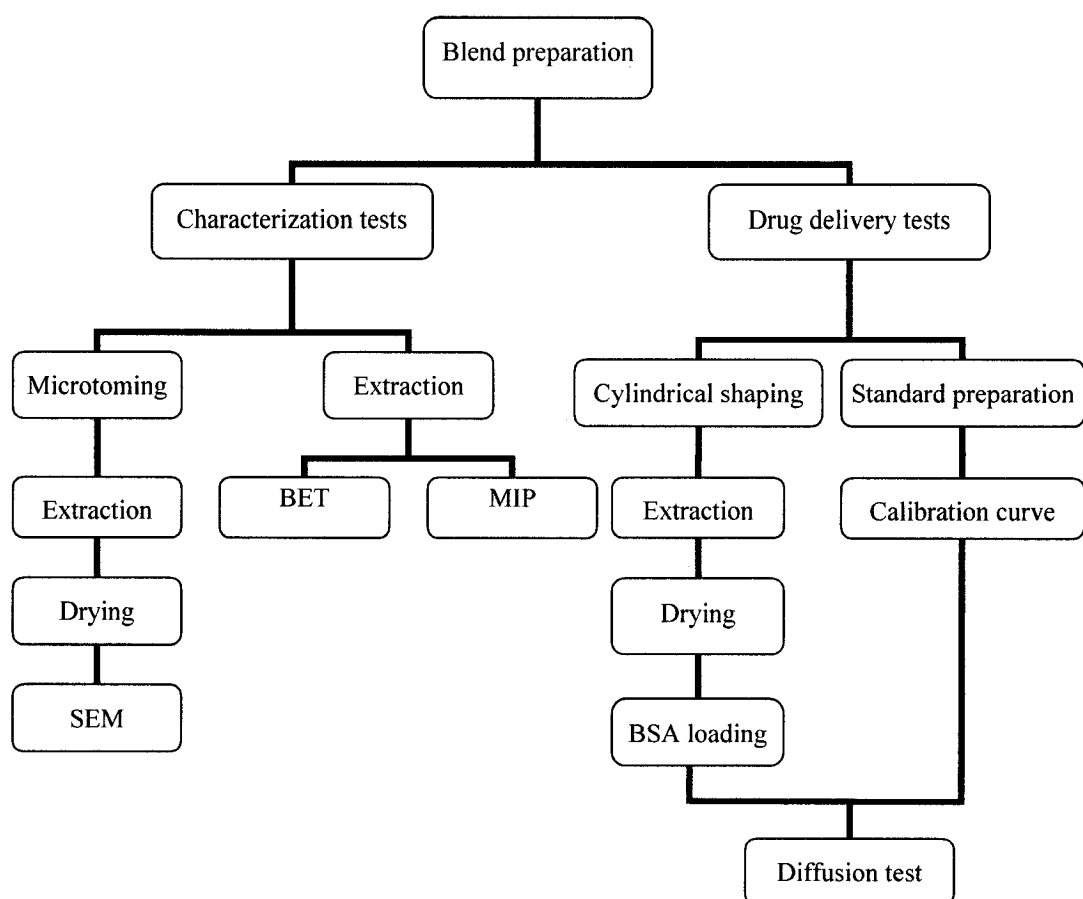 Blend preparation
Characterization tests
Drug delivery tests
Microtoming
Extraction
Cylindrical shaping
Standard preparation
Extraction
BET
MIP
Extraction
Calibration curve
Drying
Drying
SEM
BSA loading
Diffusion test